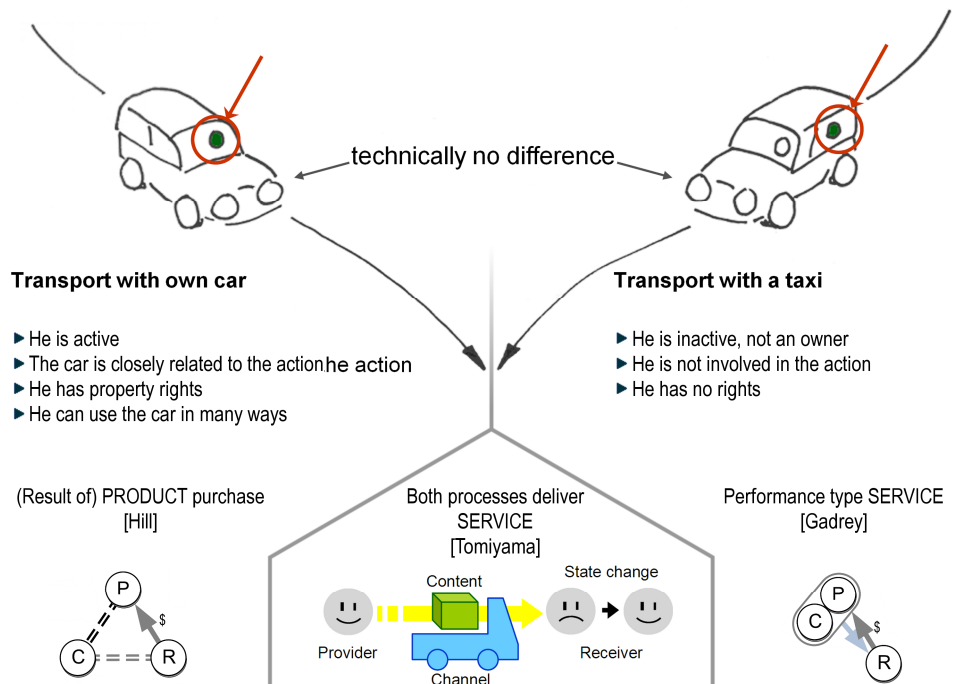 technically no difference
Transport with own car
He is active
The car is closely related to the action.he action
He has property rights
He can use the car in many ways
Transport with a taxi
He is inactive, not an owner
He is not involved in the action
He has no rights
(Result of) PRODUCT purchase
[Hill]
P
$
C
R
Both processes deliver
SERVICE
[Tomiyama]
Content
State change
Provider
Receiver
Channel
Performance type SERVICE
[Gadrey]
P
C
$
R